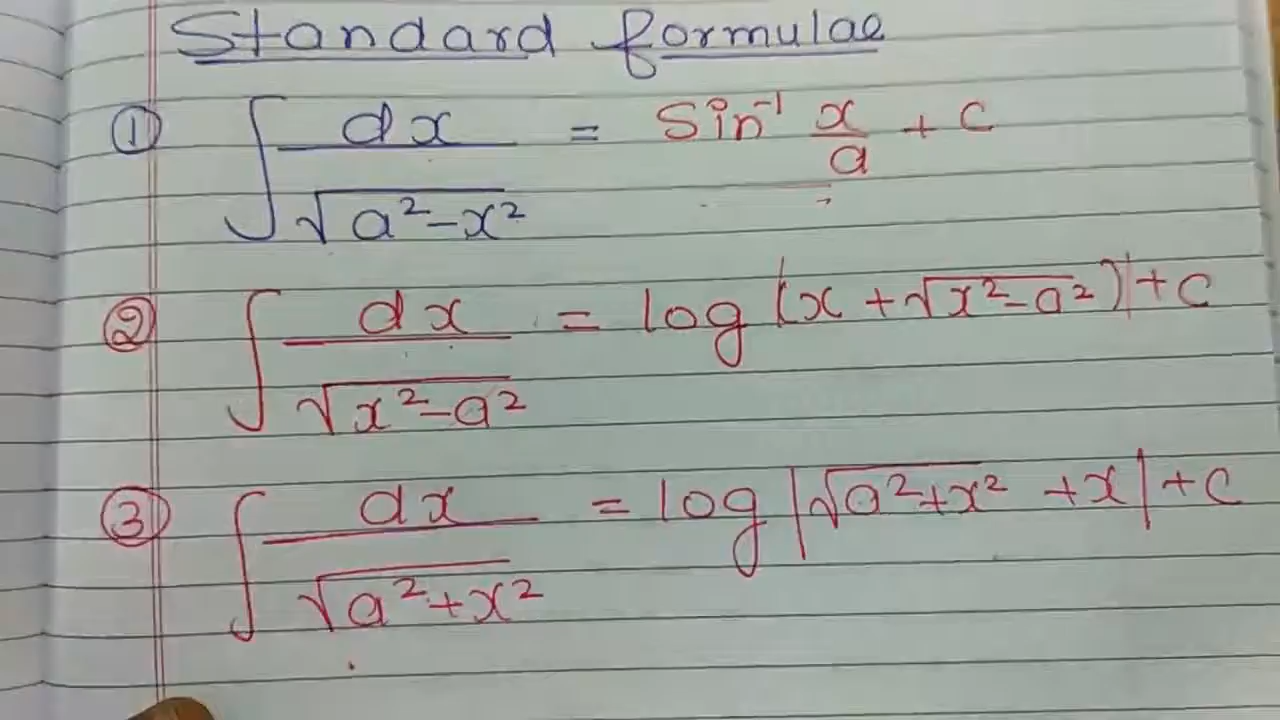 Standard formulae
① ∫ dx / √(a²-x²) = Sin⁻¹ x/a + c
② ∫ dx / √(x²-a²) = log |(x + √(x²-a²))| + c
③ ∫ dx / √(a²+x²) = log |√(a²+x²) + x| + c